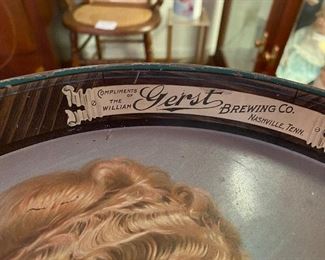 COMPLIMENTS OF
THE WILLIAM
Gerst
BREWING CO.
NASHVILLE, TENN.